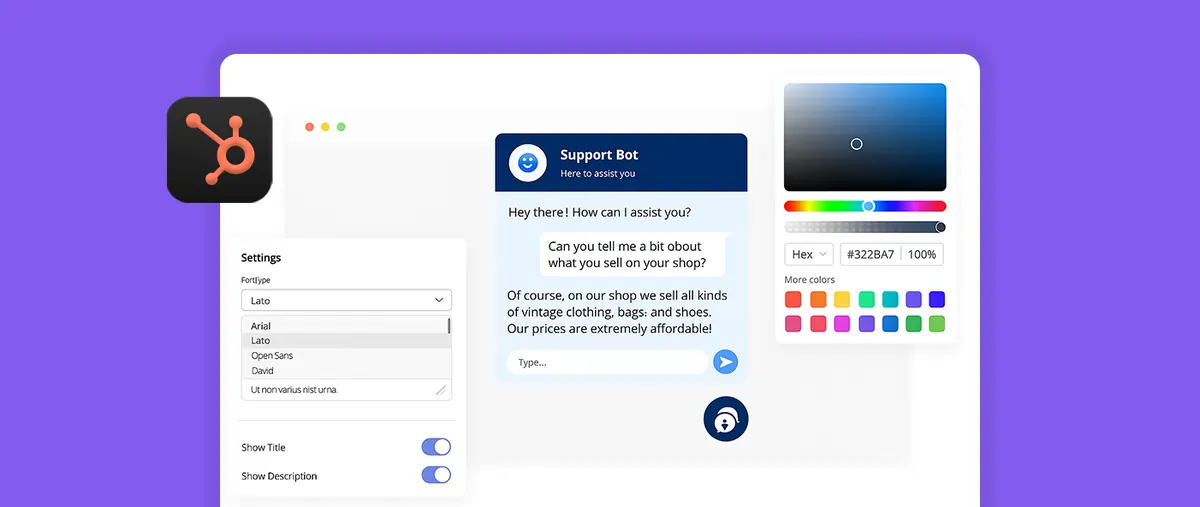 Support Bot
Here to assist you
Hey there! How can I assist you?
Can you tell me a bit obout
what you sell on your shop?
Of course, on our shop we sell all kinds
of vintage clothing, bags: and shoes.
Our prices are extremely affordable!
Type...
Settings
FortType
Lato
Arial
Lato
Open Sans
David
Ut non varius nist urna.
Show Title
Show Description
Hex
#322BA7
100%
More colors